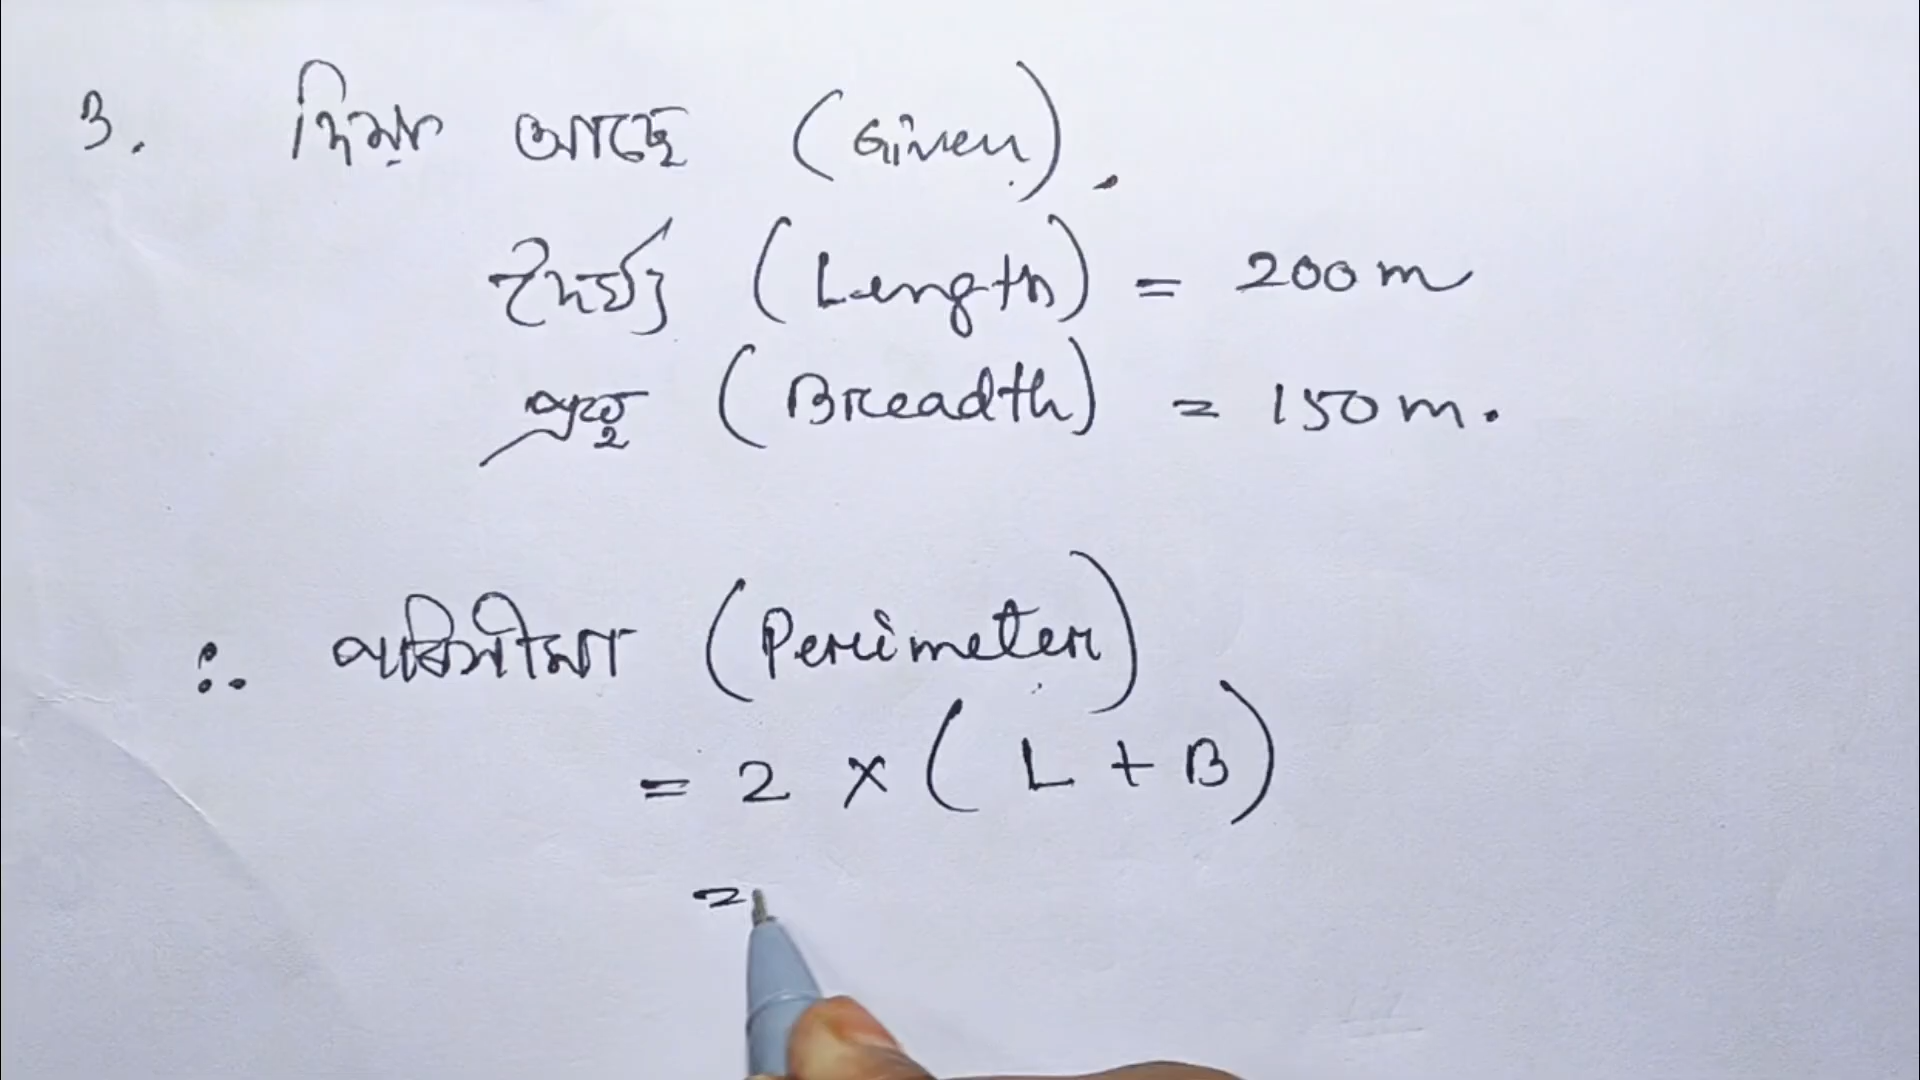 3. দিয়া আছে (Given).
দৈৰ্ঘ্য (Length) = 200 m
প্ৰস্থ (Breadth) = 150 m.
∴ পৰিসীমা (Perimeter)
= 2 × ( L + B )
=